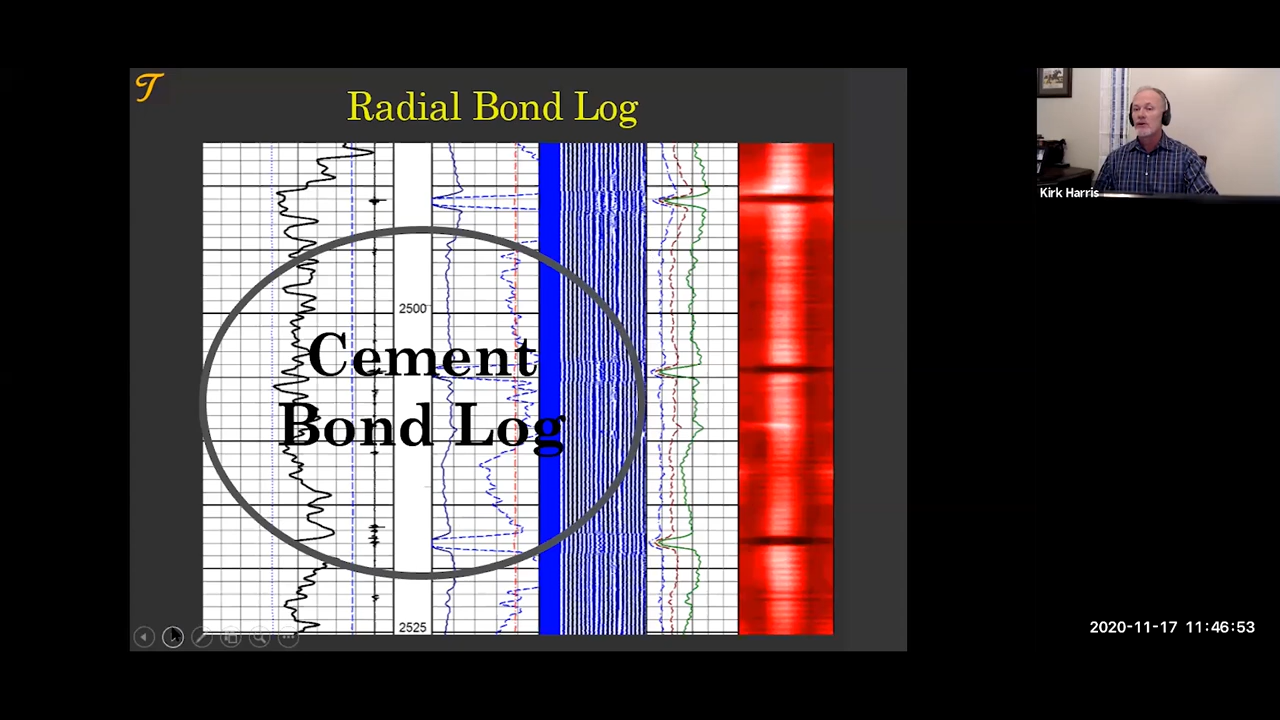 T
Radial Bond Log
2500
Cement
Bond Log
2525
Kirk Harris
2020-11-17 11:46:53